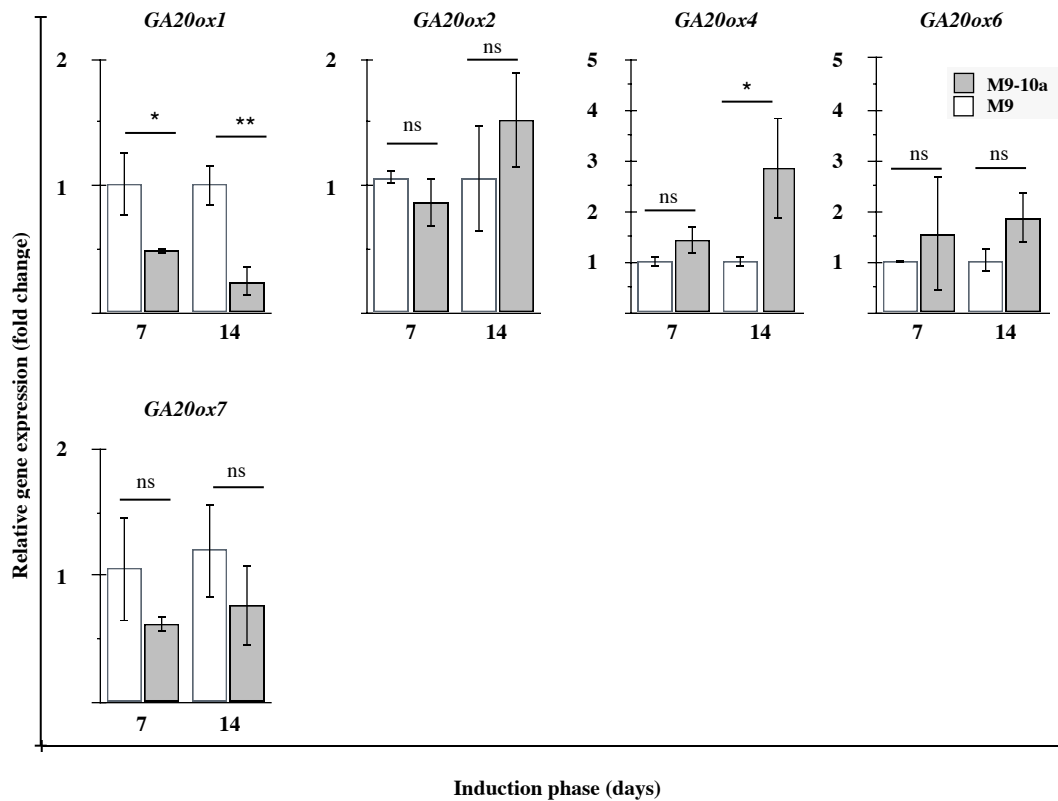 GA20ox1 GA20ox2 GA20ox4 GA20ox6
2 2 5 5
ns
M9-10a
M9
4 4
* ** ns *
3 3
ns ns
1 1 2 2
ns
1 1
7 14 7 14 7 14 7 14
Relative gene expression (fold change)
GA20ox7
2
ns ns
1
7 14
Induction phase (days)